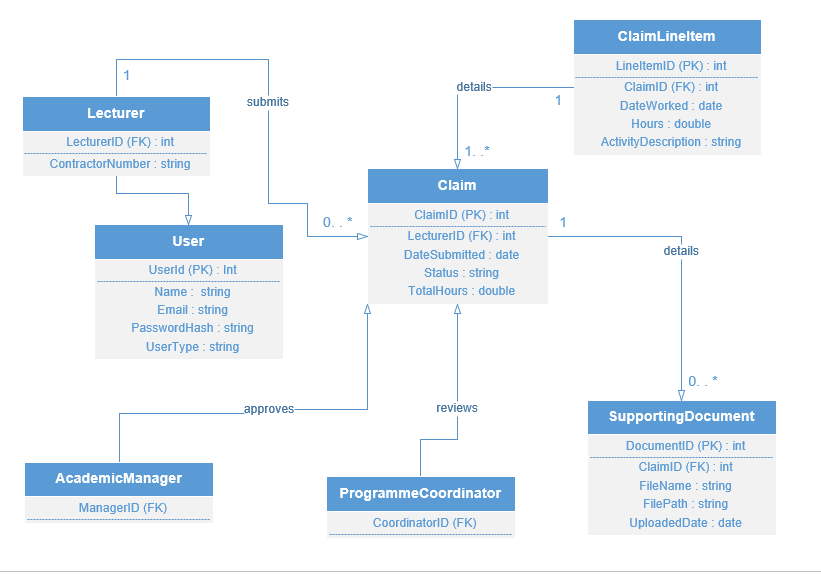 ClaimLineItem
LineItemID (PK) : int
ClaimID (FK) : int
DateWorked : date
Hours : double
ActivityDescription : string
1
details
1
1. .*
submits
Lecturer
LecturerID (FK) : int
ContractorNumber : string
0. . *
Claim
ClaimID (PK) : int
LecturerID (FK) : int
DateSubmitted : date
Status : string
TotalHours : double
1
details
0. . *
User
UserId (PK) : Int
Name : string
Email : string
PasswordHash : string
UserType : string
approves
reviews
AcademicManager
ManagerID (FK)
ProgrammeCoordinator
CoordinatorID (FK)
SupportingDocument
DocumentID (PK) : int
ClaimID (FK) : int
FileName : string
FilePath : string
UploadedDate : date